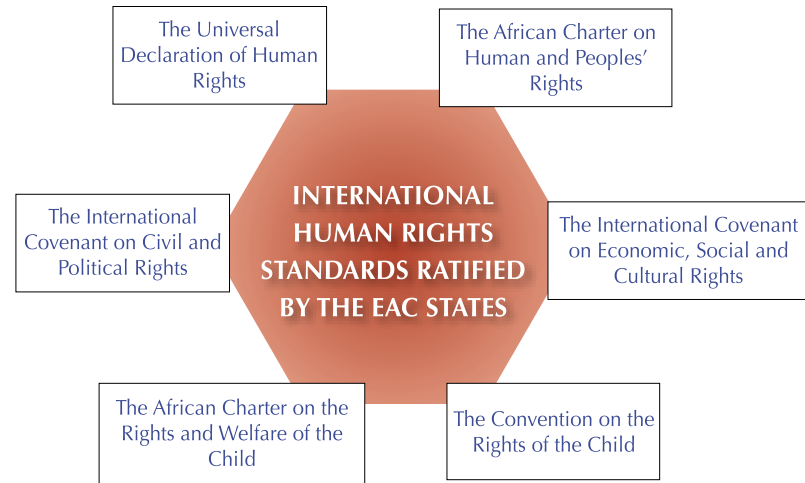 The Universal
Declaration of Human
Rights
The African Charter on
Human and Peoples’
Rights
The International
Covenant on Civil and
Political Rights
INTERNATIONAL
HUMAN RIGHTS
STANDARDS RATIFIED
BY THE EAC STATES
The International Covenant
on Economic, Social and
Cultural Rights
The African Charter on the
Rights and Welfare of the
Child
The Convention on the
Rights of the Child